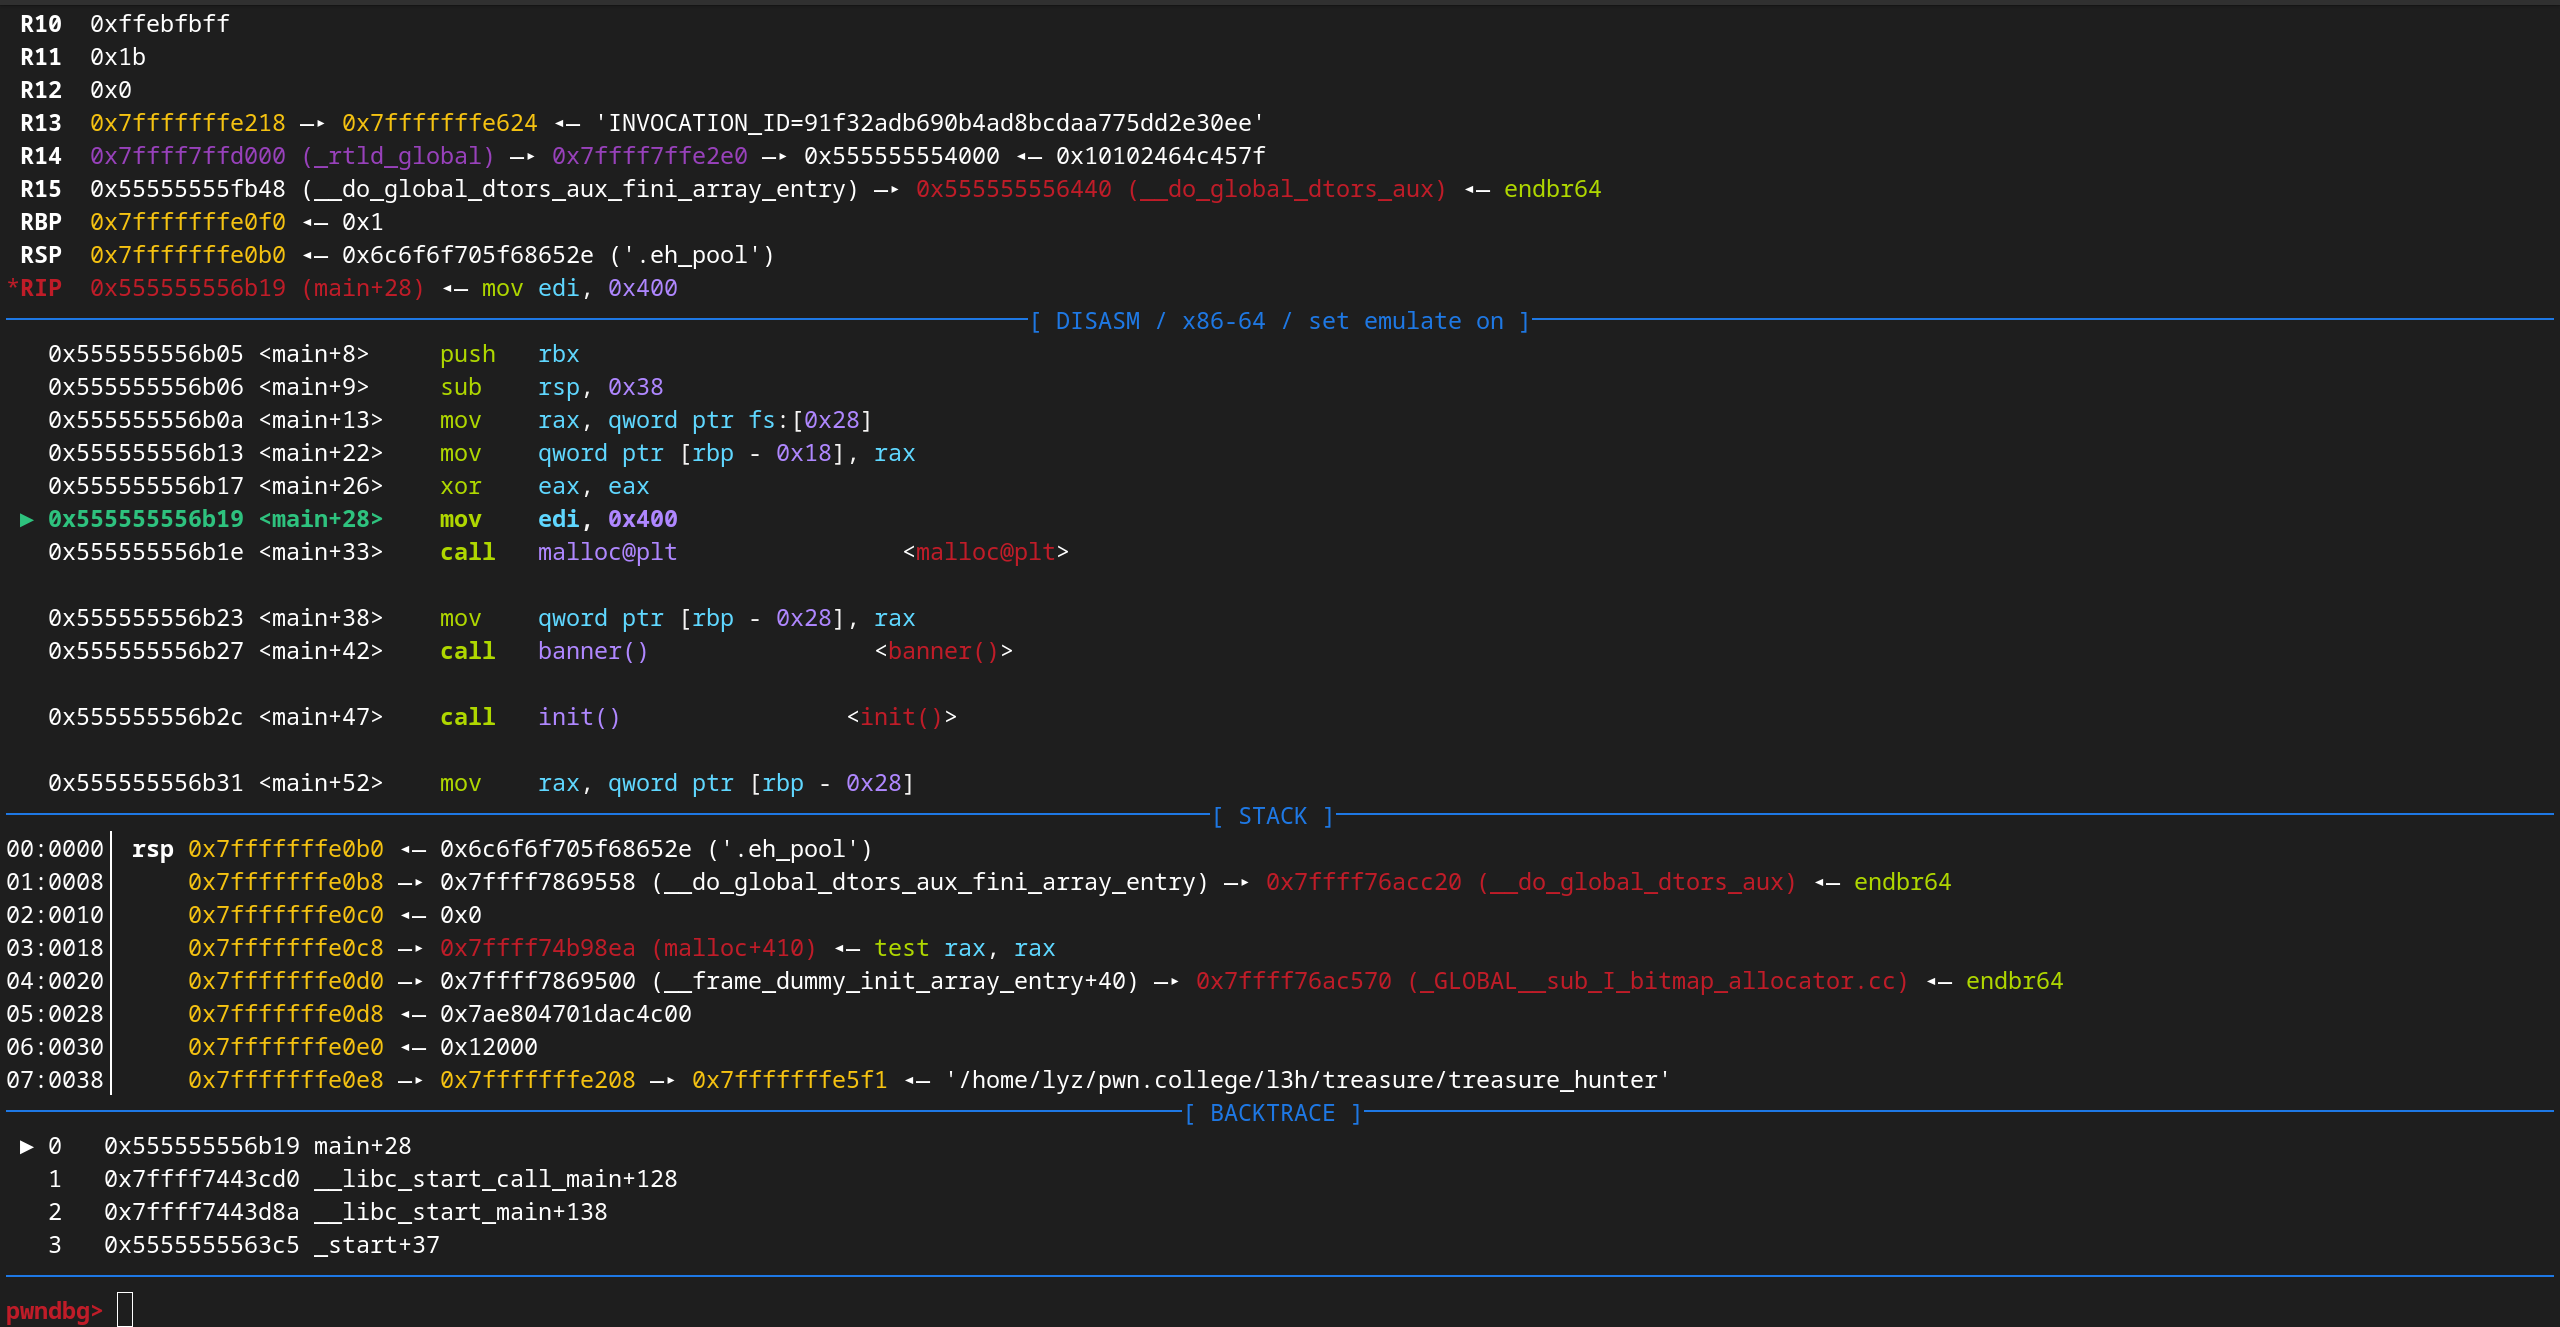 R10  0xffebfbff
R11  0x1b
R12  0x0
R13  0x7fffffffe218 —▸ 0x7fffffffe624 ◂— 'INVOCATION_ID=91f32adb690b4ad8bcdaa775dd2e30ee'
R14  0x7ffff7ffd000 (_rtld_global) —▸ 0x7ffff7ffe2e0 —▸ 0x555555554000 ◂— 0x10102464c457f
R15  0x55555555fb48 (__do_global_dtors_aux_fini_array_entry) —▸ 0x555555556440 (__do_global_dtors_aux) ◂— endbr64
RBP  0x7fffffffe0f0 ◂— 0x1
RSP  0x7fffffffe0b0 ◂— 0x6c6f6f705f68652e ('.eh_pool')
*RIP  0x555555556b19 (main+28) ◂— mov edi, 0x400
[ DISASM / x86-64 / set emulate on ]
0x555555556b05 <main+8>     push   rbx
0x555555556b06 <main+9>     sub    rsp, 0x38
0x555555556b0a <main+13>    mov    rax, qword ptr fs:[0x28]
0x555555556b13 <main+22>    mov    qword ptr [rbp - 0x18], rax
0x555555556b17 <main+26>    xor    eax, eax
► 0x555555556b19 <main+28>    mov    edi, 0x400
0x555555556b1e <main+33>    call   malloc@plt                <malloc@plt>
0x555555556b23 <main+38>    mov    qword ptr [rbp - 0x28], rax
0x555555556b27 <main+42>    call   banner()                <banner()>
0x555555556b2c <main+47>    call   init()                <init()>
0x555555556b31 <main+52>    mov    rax, qword ptr [rbp - 0x28]
[ STACK ]
00:0000│ rsp 0x7fffffffe0b0 ◂— 0x6c6f6f705f68652e ('.eh_pool')
01:0008│     0x7fffffffe0b8 —▸ 0x7ffff7869558 (__do_global_dtors_aux_fini_array_entry) —▸ 0x7ffff76acc20 (__do_global_dtors_aux) ◂— endbr64
02:0010│     0x7fffffffe0c0 ◂— 0x0
03:0018│     0x7fffffffe0c8 —▸ 0x7ffff74b98ea (malloc+410) ◂— test rax, rax
04:0020│     0x7fffffffe0d0 —▸ 0x7ffff7869500 (__frame_dummy_init_array_entry+40) —▸ 0x7ffff76ac570 (_GLOBAL__sub_I_bitmap_allocator.cc) ◂— endbr64
05:0028│     0x7fffffffe0d8 ◂— 0x7ae804701dac4c00
06:0030│     0x7fffffffe0e0 ◂— 0x12000
07:0038│     0x7fffffffe0e8 —▸ 0x7fffffffe208 —▸ 0x7fffffffe5f1 ◂— '/home/lyz/pwn.college/l3h/treasure/treasure_hunter'
[ BACKTRACE ]
► 0   0x555555556b19 main+28
1   0x7ffff7443cd0 __libc_start_call_main+128
2   0x7ffff7443d8a __libc_start_main+138
3   0x5555555563c5 _start+37
pwndbg>